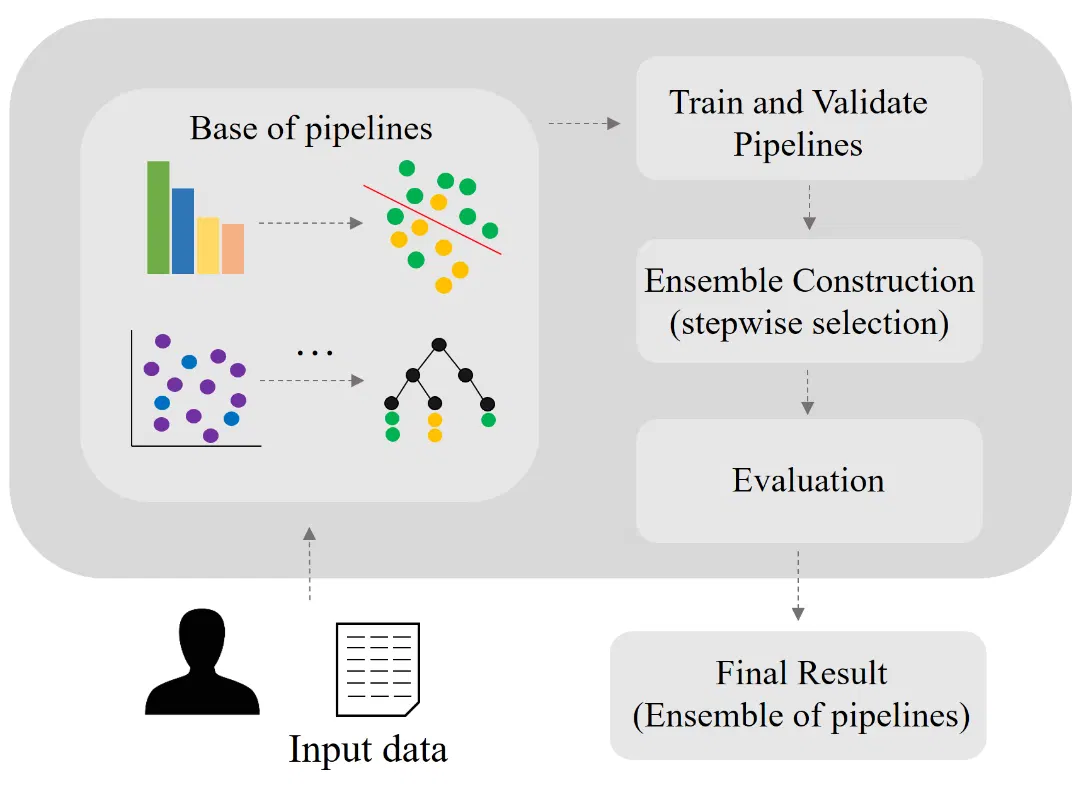 Base of pipelines
...
Train and Validate
Pipelines
Ensemble Construction
(stepwise selection)
Evaluation
Final Result
(Ensemble of pipelines)
Input data